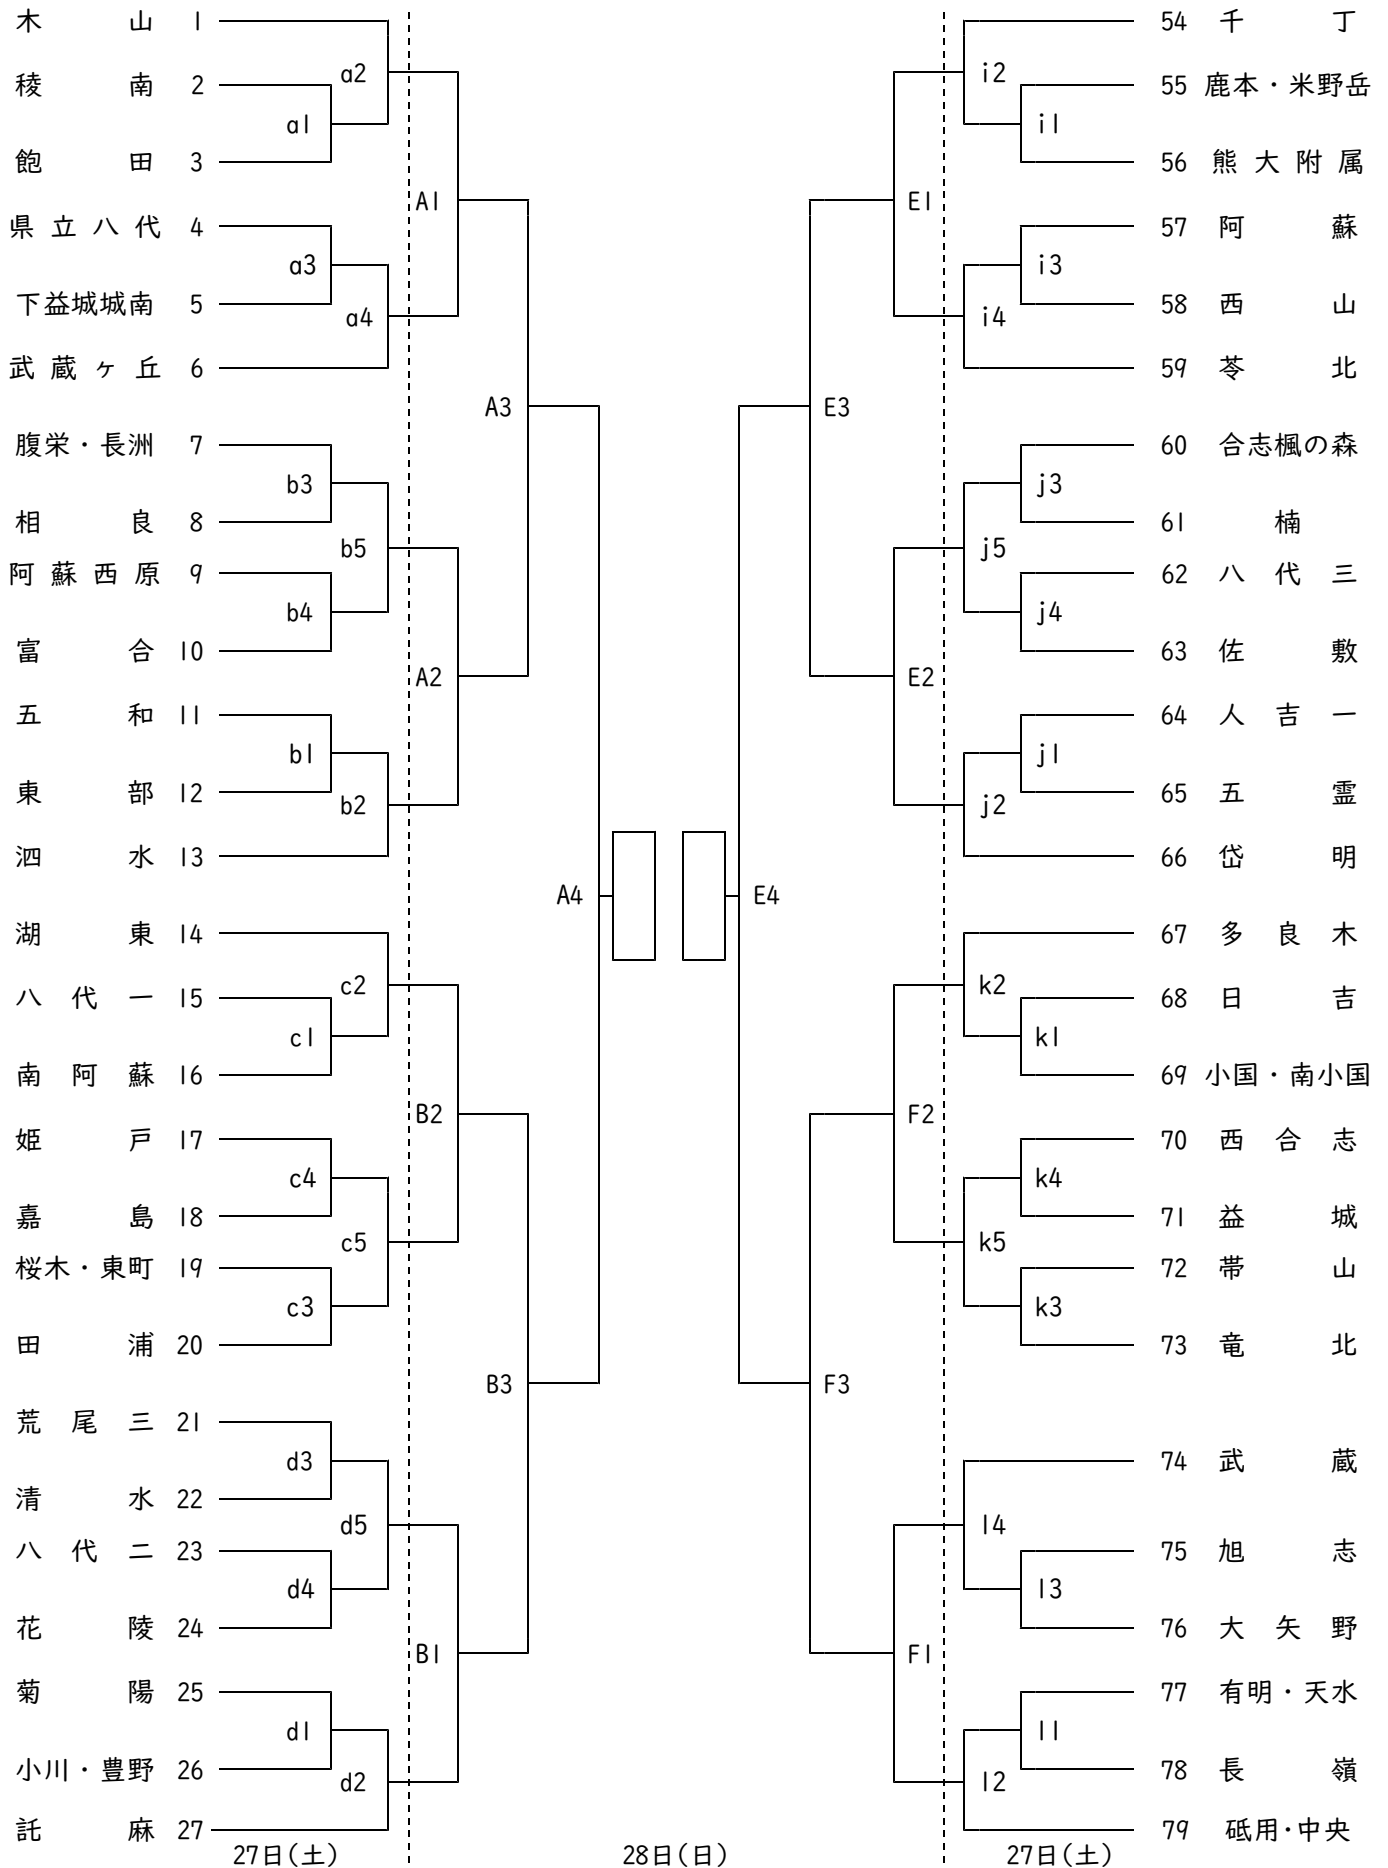 木山 1
a2
稜南 2
a1
飽田 3
A1
県立八代 4
a3
下益城城南 5
a4
武蔵ヶ丘 6
A3
腹栄・長洲 7
b3
相良 8
b5
阿蘇西原 9
b4
富合 10
A2
五和 11
b1
東部 12
b2
泗水 13
A4
湖東 14
c2
八代一 15
c1
南阿蘇 16
B2
姫戸 17
c4
嘉島 18
c5
桜木・東町 19
c3
田浦 20
B3
荒尾三 21
d3
清水 22
d5
八代二 23
d4
花陵 24
B1
菊陽 25
d1
小川・豊野 26
d2
託麻 27
27日(土)
28日(日)
54 千丁
i2
55 鹿本・米野岳
i1
56 熊大附属
E1
57 阿蘇
i3
58 西山
i4
59 苓北
E3
60 合志楓の森
j3
61 楠
j5
62 八代三
j4
63 佐敷
E2
64 人吉一
j1
65 五霊
j2
66 岱明
E4
67 多良木
k2
68 日吉
k1
69 小国・南小国
F2
70 西合志
k4
71 益城
k5
72 帯山
k3
73 竜北
F3
74 武蔵
l4
75 旭志
l3
76 大矢野
F1
77 有明・天水
l1
78 長嶺
l2
79 砥用・中央
27日(土)